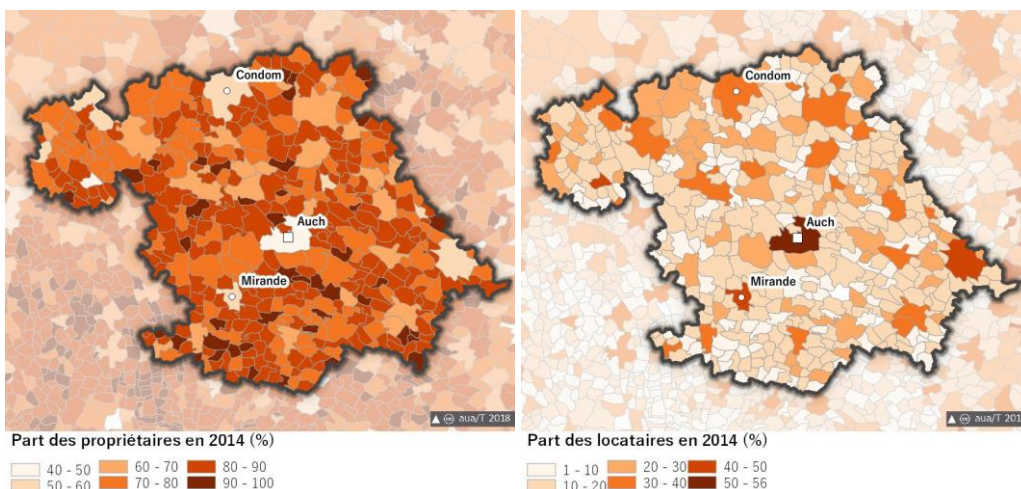 Condom
Auch
Mirande
aua/T 2018
Part des propriétaires en 2014 (%)
40 - 50
60 - 70
80 - 90
50 - 60
70 - 80
90 - 100
Condom
Auch
Mirande
aua/T 201
Part des locataires en 2014 (%)
1 - 10
20 - 30
40 - 50
10 - 20
30 - 40
50 - 56